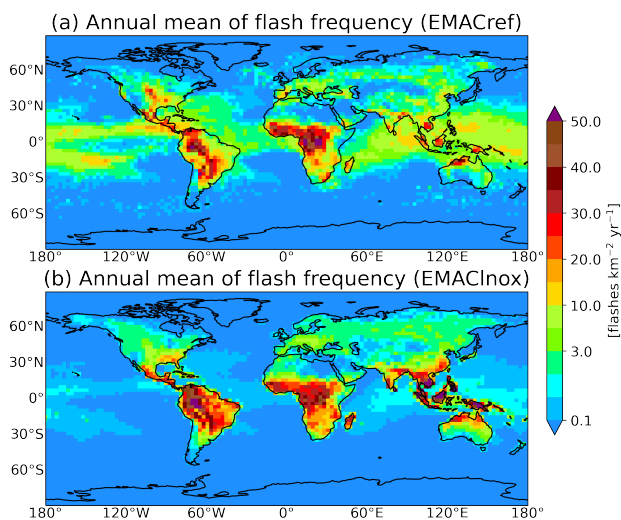 (a) Annual mean of flash frequency (EMACref)
60°N
30°N
0°
30°S
60°S
180° 120°W 60°W 0° 60°E 120°E 180°
(b) Annual mean of flash frequency (EMAClnox)
60°N
30°N
0°
30°S
60°S
180° 120°W 60°W 0° 60°E 120°E 180°
50.0
40.0
30.0
20.0
10.0
3.0
0.1
[flashes km⁻² yr⁻¹]